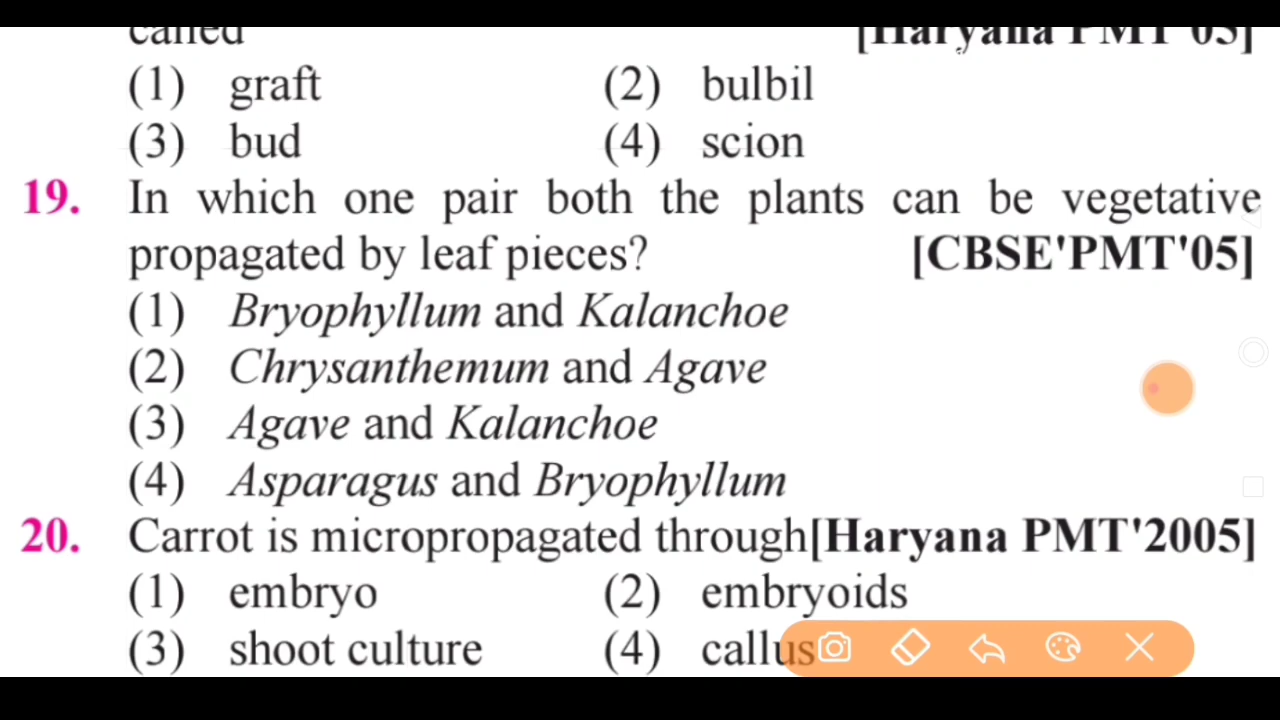 called [Haryana PMT'05]
(1) graft (2) bulbil
(3) bud (4) scion
19. In which one pair both the plants can be vegetative
propagated by leaf pieces? [CBSE'PMT'05]
(1) Bryophyllum and Kalanchoe
(2) Chrysanthemum and Agave
(3) Agave and Kalanchoe
(4) Asparagus and Bryophyllum
20. Carrot is micropropagated through[Haryana PMT'2005]
(1) embryo (2) embryoids
(3) shoot culture (4) callus